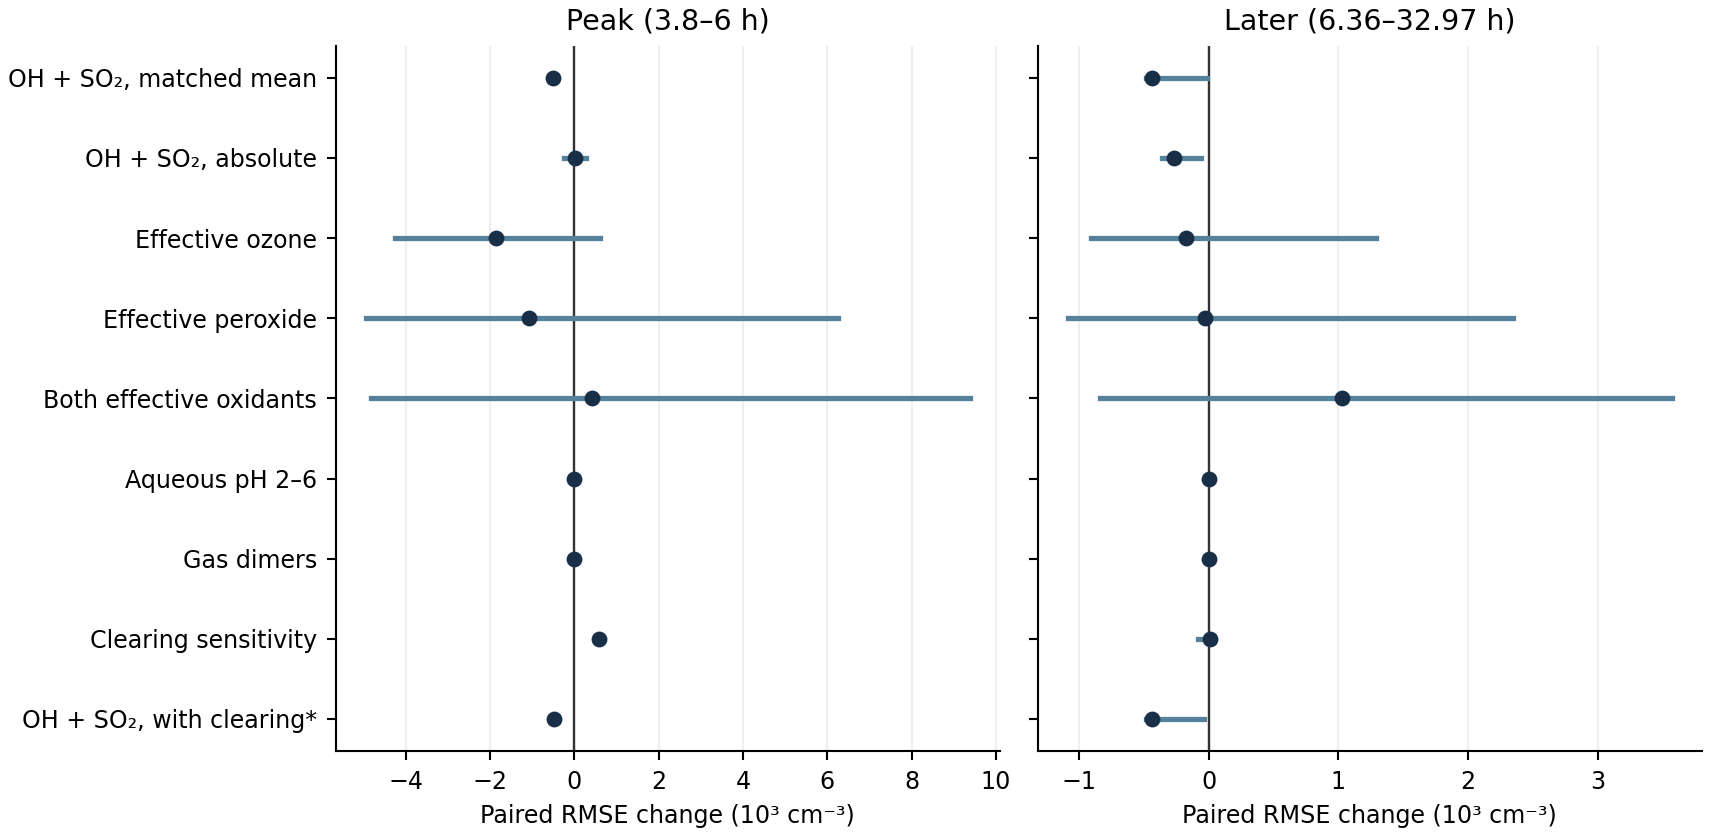 Peak (3.8–6 h)
Later (6.36–32.97 h)
OH + SO₂, matched mean
OH + SO₂, absolute
Effective ozone
Effective peroxide
Both effective oxidants
Aqueous pH 2–6
Gas dimers
Clearing sensitivity
OH + SO₂, with clearing*
−4 −2 0 2 4 6 8 10
−1 0 1 2 3
Paired RMSE change (10³ cm⁻³)
Paired RMSE change (10³ cm⁻³)